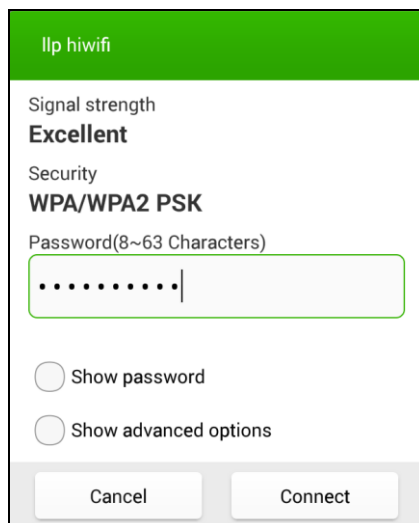 llp hiwifi
Signal strength
Excellent
Security
WPA/WPA2 PSK
Password(8~63 Characters)
••••••••••
Show password
Show advanced options
Cancel Connect